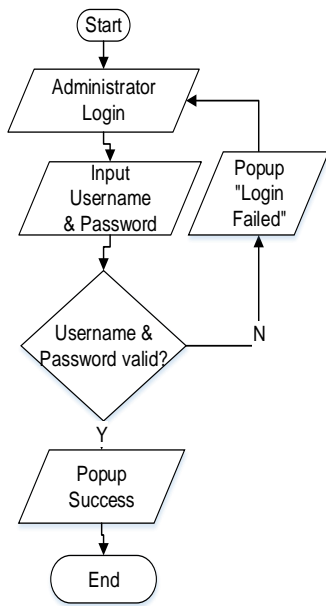 Start
Administrator
Login
Input
Username
& Password
Popup
"Login
Failed"
Username &
Password valid?
N
Y
Popup
Success
End